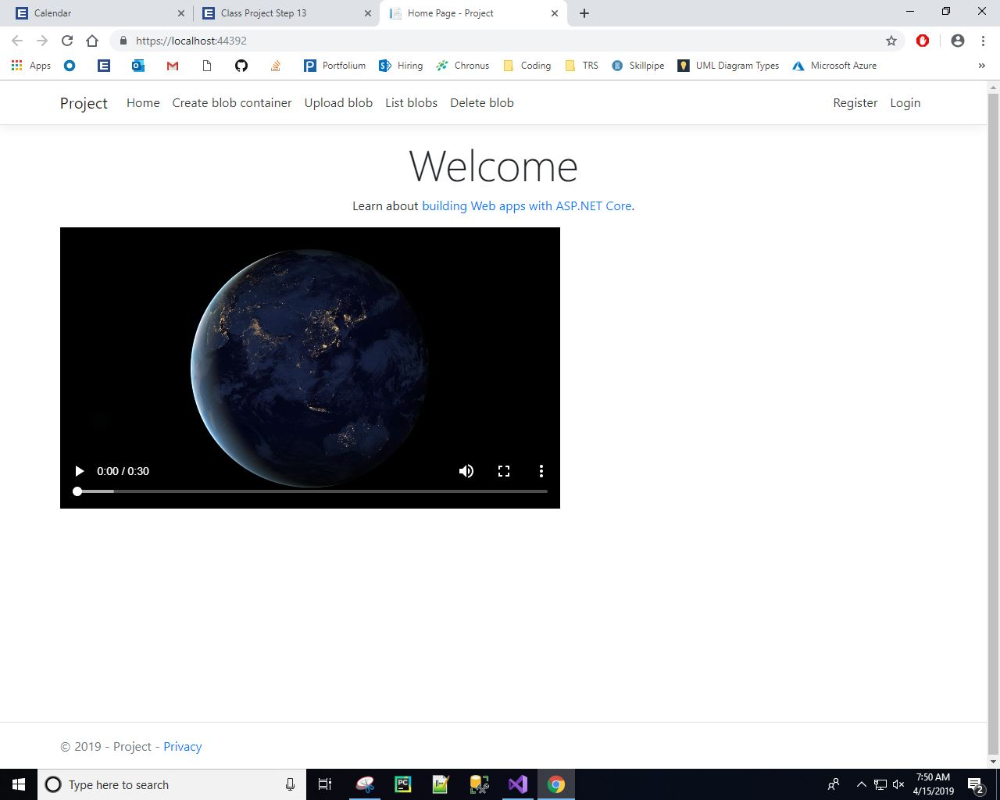 Calendar
Class Project Step 13
Home Page - Project
https://localhost:44392
Apps
Portfolium
Hiring
Chronus
Coding
TRS
Skillpipe
UML Diagram Types
Microsoft Azure
»
Project
Home
Create blob container
Upload blob
List blobs
Delete blob
Register
Login
Welcome
Learn about building Web apps with ASP.NET Core.
0:00 / 0:30
© 2019 - Project - Privacy
Type here to search
PC
7:50 AM
4/15/2019
2